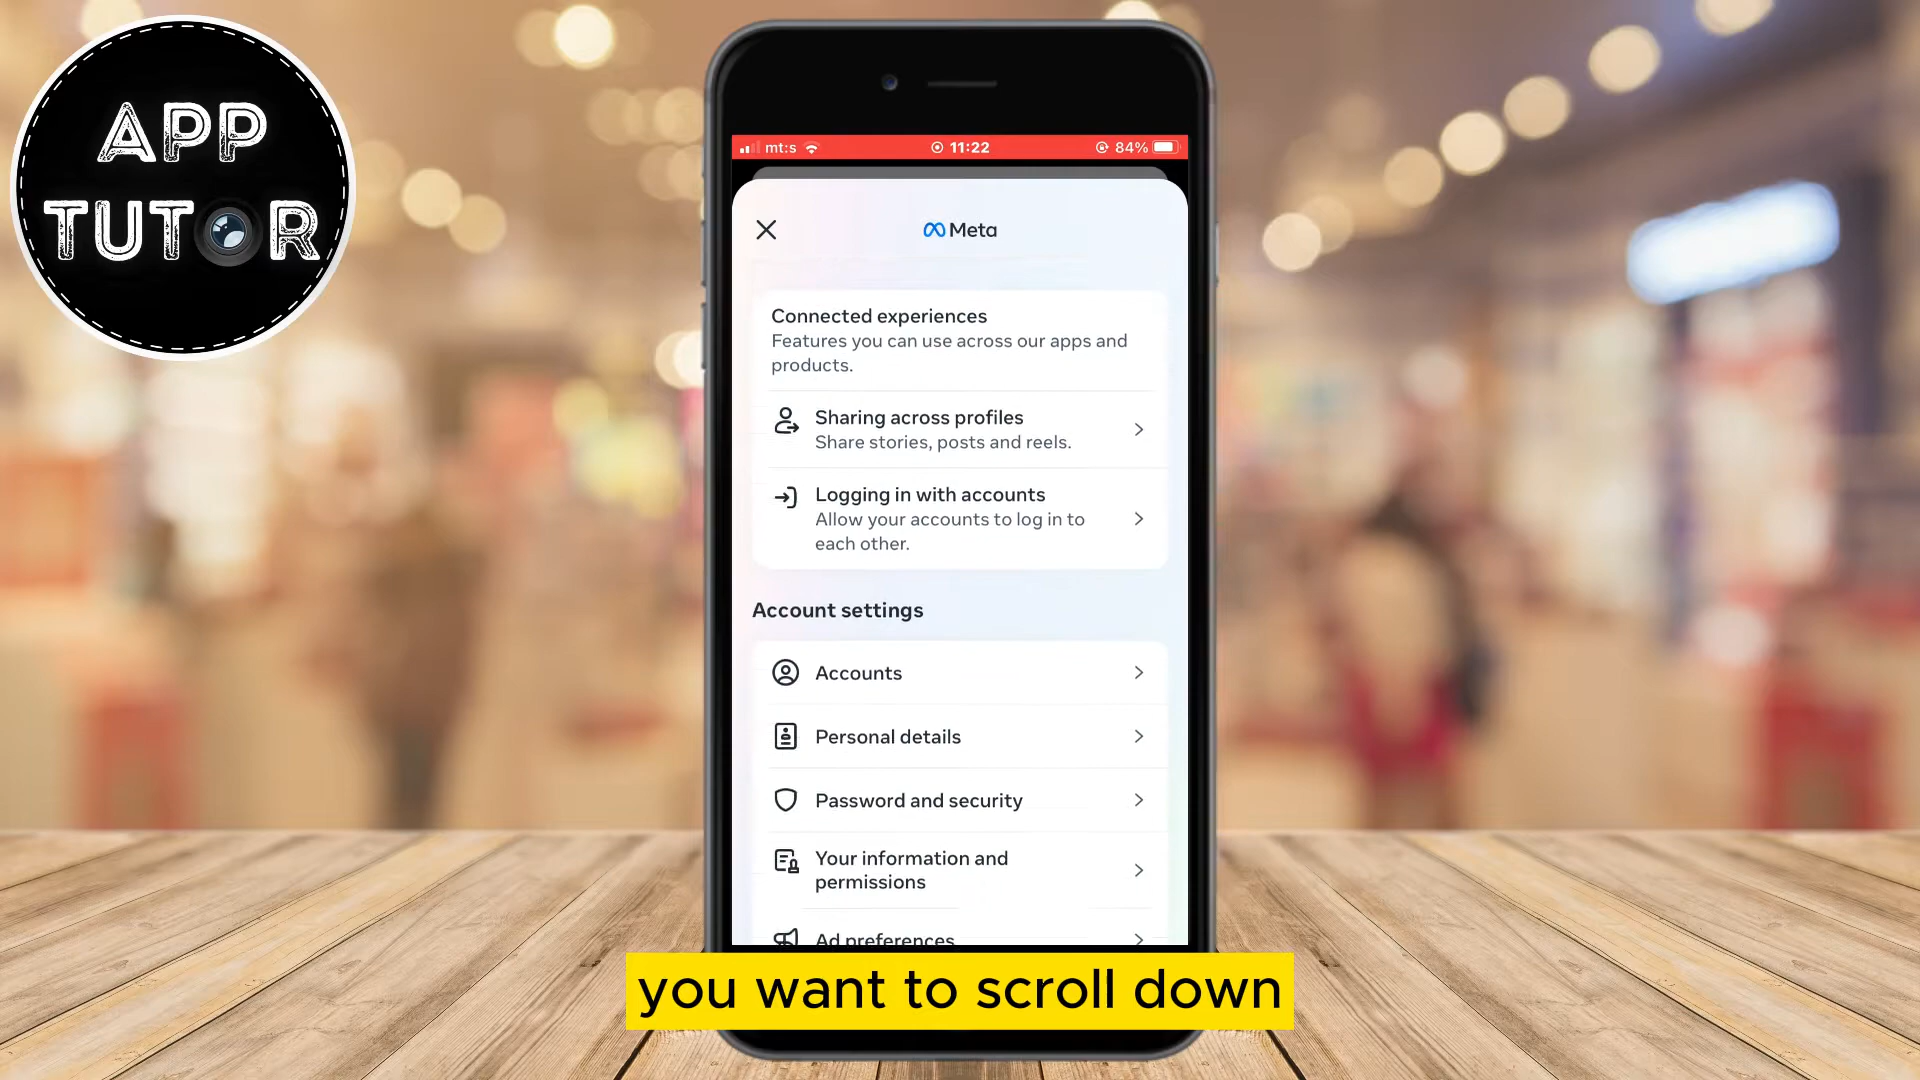 APP
TUTOR
mt:s
11:22
84%
Meta
Connected experiences
Features you can use across our apps and
products.
Sharing across profiles
Share stories, posts and reels.
Logging in with accounts
Allow your accounts to log in to
each other.
Account settings
Accounts
Personal details
Password and security
Your information and
permissions
Ad preferences
you want to scroll down